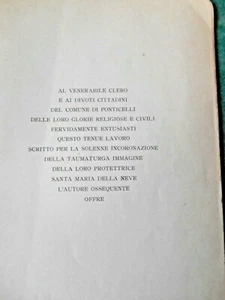 AL VENERABILE CLERO
E AI DIVOTI CITTADINI
DEL COMUNE DI PONTICELLI
DELLE LORO GLORIE RELIGIOSE E CIVILI
FERVIDAMENTE ENTUSIASTI
QUESTO TENUE LAVORO
SCRITTO PER LA SOLENNE INCORONAZIONE
DELLA TAUMATURGA IMMAGINE
DELLA LORO PROTETTRICE
SANTA MARIA DELLA NEVE
L'AUTORE OSSEQUENTE
OFFRE